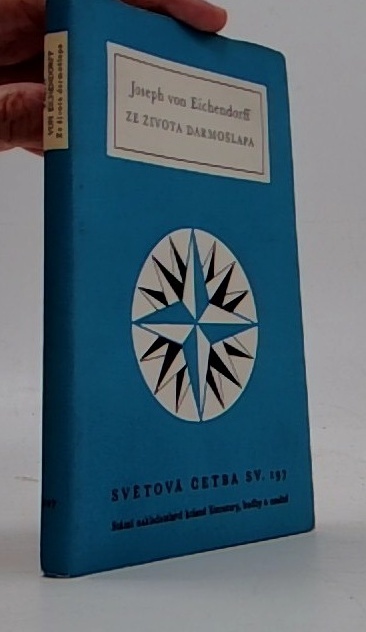 Joseph von Eichendorff
ZE ŽIVOTA DARMOŠLAPA
SVĚTOVÁ ČETBA SV. 197
Státní nakladatelství krásné literatury, hudby a umění
VON EICHENDORFF
Ze života darmošlapa
197